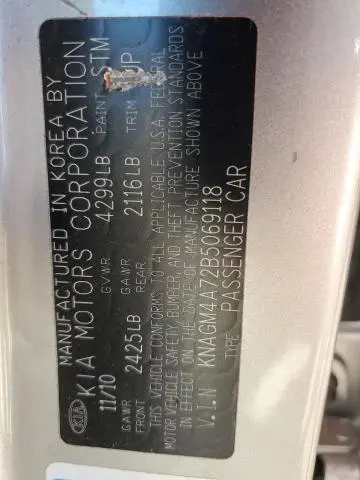 MANUFACTURED IN KOREA BY
KIA KIA MOTORS CORPORATION
11/10 GVWR 4299LB PAINT STM
GAWR FRONT 2425LB GAWR REAR 2116LB TRIM UP
THIS VEHICLE CONFORMS TO ALL APPLICABLE U.S.A. FEDERAL
MOTOR VEHICLE SAFETY, BUMPER, AND THEFT PREVENTION STANDARDS
IN EFFECT ON THE DATE OF MANUFACTURE SHOWN ABOVE
V.I.N KNAGM4A72B5069118
TYPE PASSENGER CAR